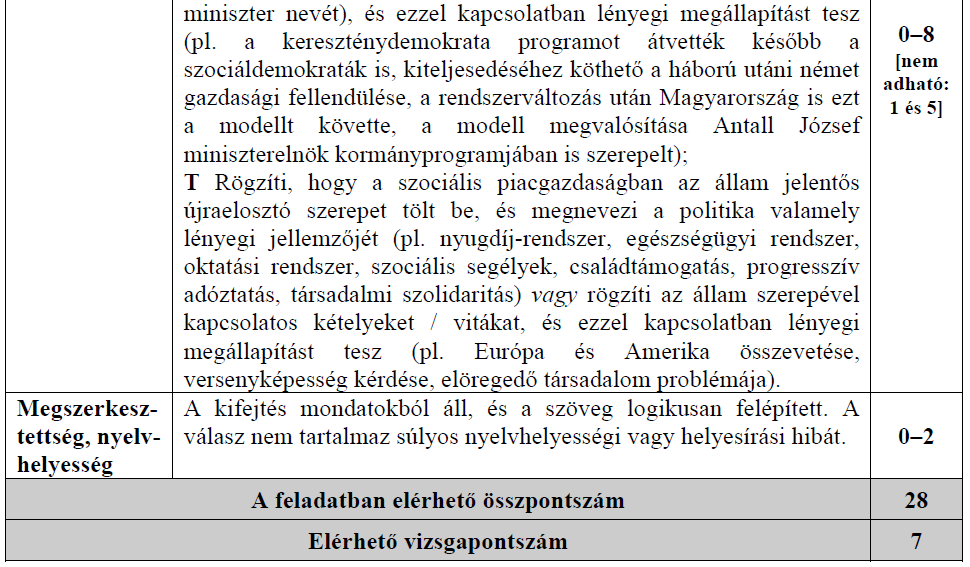 miniszter nevét), és ezzel kapcsolatban lényegi megállapítást tesz
(pl. a kereszténydemokrata programot átvették később a
szociáldemokraták is, kiteljesedéséhez köthető a háború utáni német
gazdasági fellendülése, a rendszerváltozás után Magyarország is ezt
a modellt követte, a modell megvalósítása Antall József
miniszterelnök kormányprogramjában is szerepelt);
T Rögzíti, hogy a szociális piacgazdaságban az állam jelentős
újraelosztó szerepet tölt be, és megnevezi a politika valamely
lényegi jellemzőjét (pl. nyugdíj-rendszer, egészségügyi rendszer,
oktatási rendszer, szociális segélyek, családtámogatás, progresszív
adóztatás, társadalmi szolidaritás) vagy rögzíti az állam szerepével
kapcsolatos kételyeket / vitákat, és ezzel kapcsolatban lényegi
megállapítást tesz (pl. Európa és Amerika összevetése,
versenyképesség kérdése, elöregedő társadalom problémája).
0–8
[nem
adható:
1 és 5]
Megszerkesz-
tettség, nyelv-
helyesség
A kifejtés mondatokból áll, és a szöveg logikusan felépített. A
válasz nem tartalmaz súlyos nyelvhelyességi vagy helyesírási hibát.
0–2
A feladatban elérhető összpontszám
28
Elérhető vizsgapontszám
7